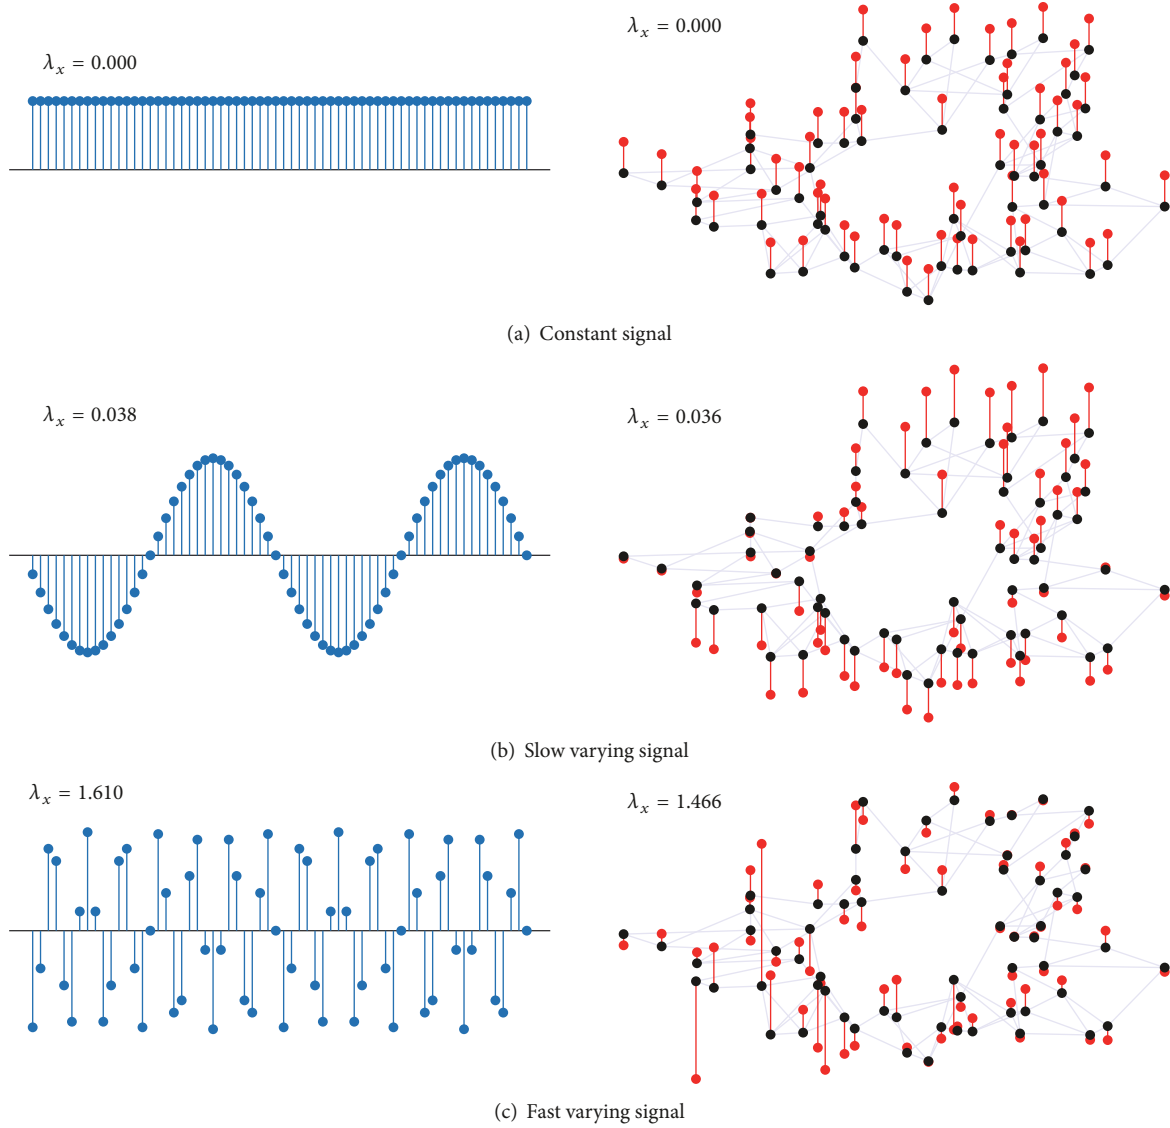 λx = 0.000
λx = 0.000
(a) Constant signal
λx = 0.038
λx = 0.036
(b) Slow varying signal
λx = 1.610
λx = 1.466
(c) Fast varying signal